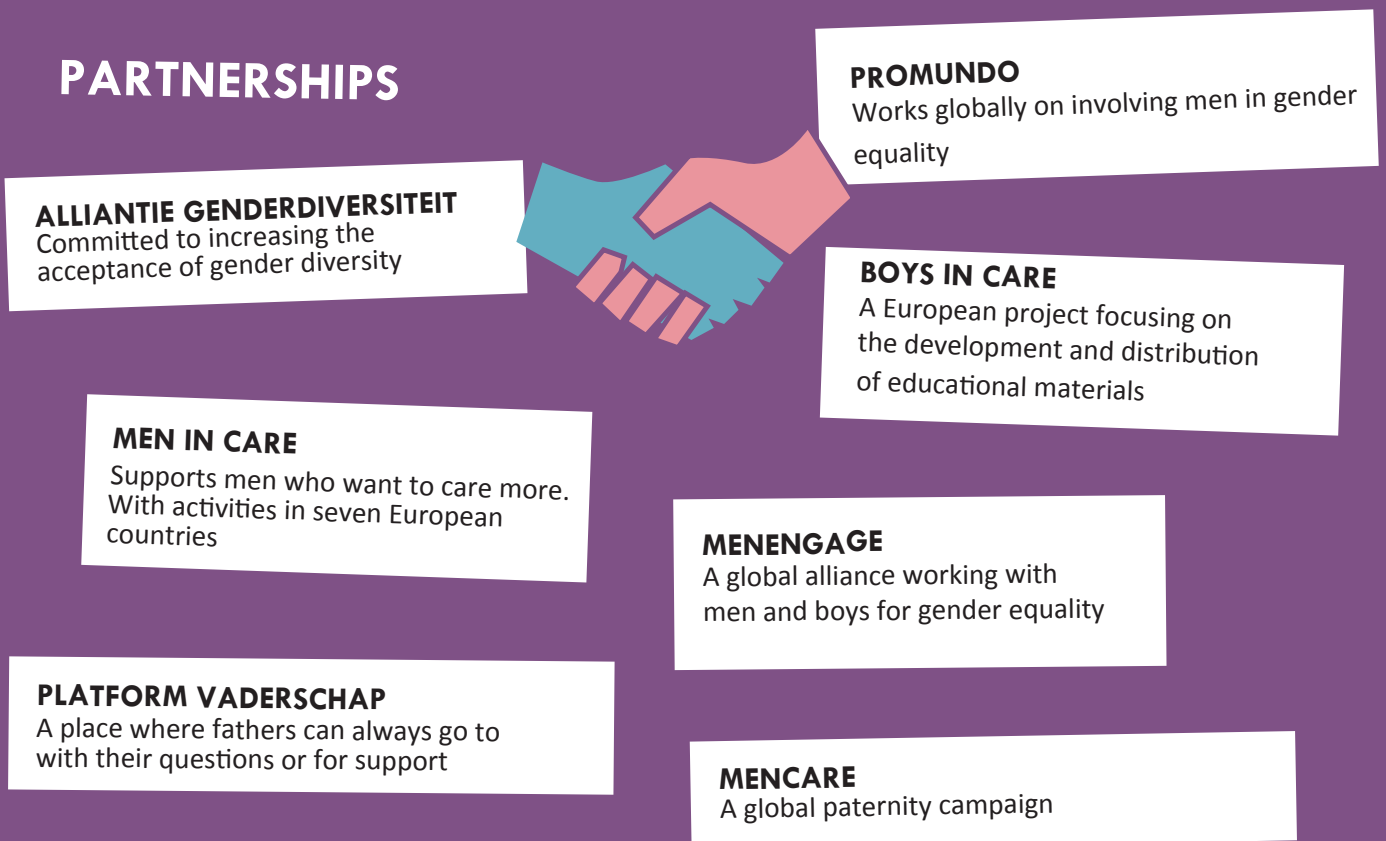 PARTNERSHIPS
PROMUNDO
Works globally on involving men in gender
equality
ALLIANTIE GENDERDIVERSITEIT
Committed to increasing the
acceptance of gender diversity
BOYS IN CARE
A European project focusing on
the development and distribution
of educational materials
MEN IN CARE
Supports men who want to care more.
With activities in seven European
countries
MENENGAGE
A global alliance working with
men and boys for gender equality
PLATFORM VADERSCHAP
A place where fathers can always go to
with their questions or for support
MENCARE
A global paternity campaign